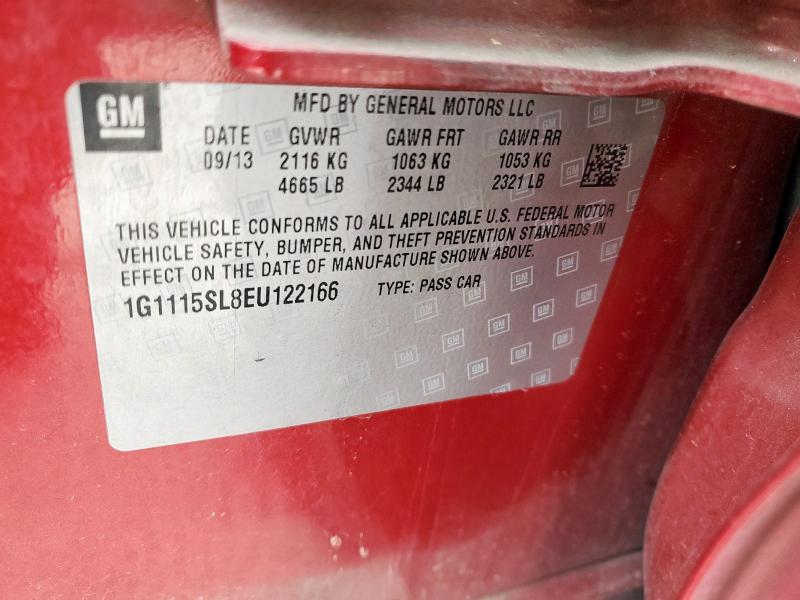 GM
MFD BY GENERAL MOTORS LLC
DATE GVWR GAWR FRT GAWR RR
09/13 2116 KG 1063 KG 1053 KG
4665 LB 2344 LB 2321 LB
THIS VEHICLE CONFORMS TO ALL APPLICABLE U.S. FEDERAL MOTOR
VEHICLE SAFETY, BUMPER, AND THEFT PREVENTION STANDARDS IN
EFFECT ON THE DATE OF MANUFACTURE SHOWN ABOVE.
1G1115SL8EU122166 TYPE: PASS CAR